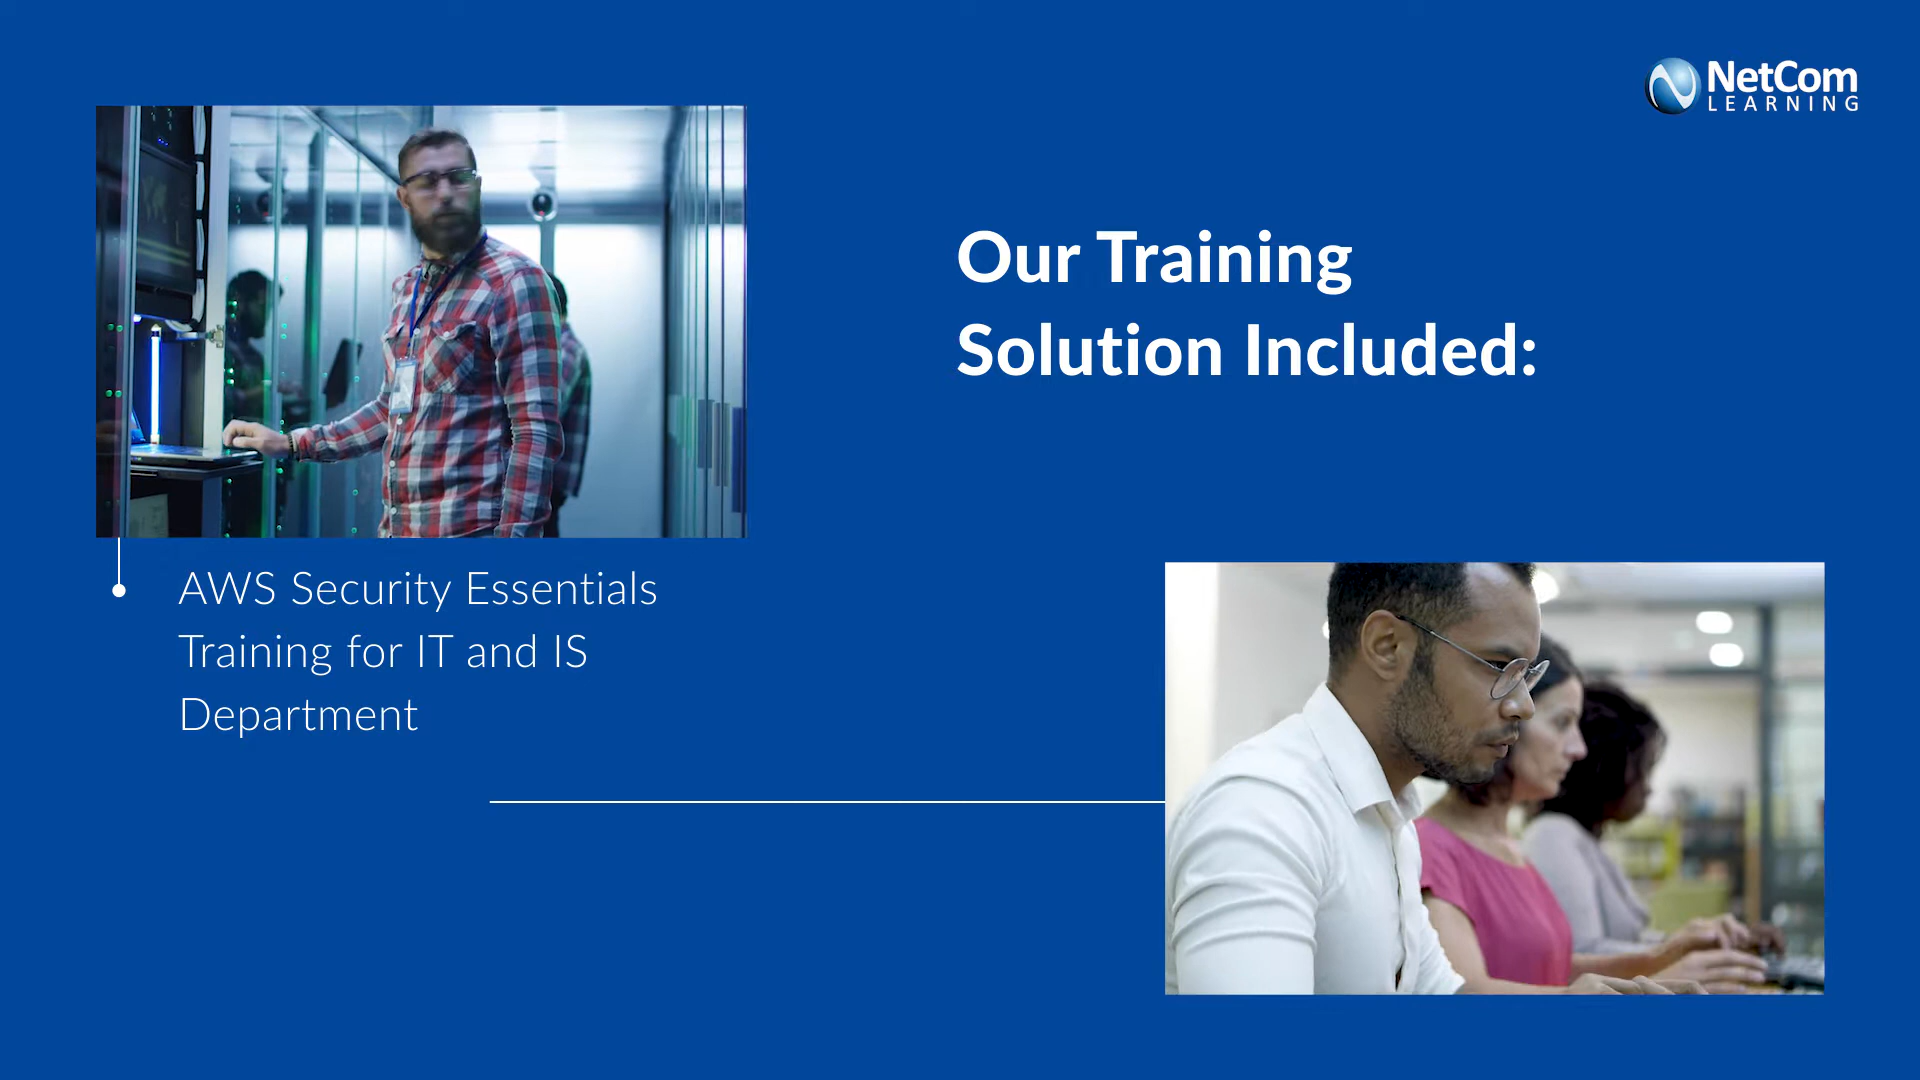 NetCom
LEARNING
Our Training
Solution Included:
AWS Security Essentials
Training for IT and IS
Department